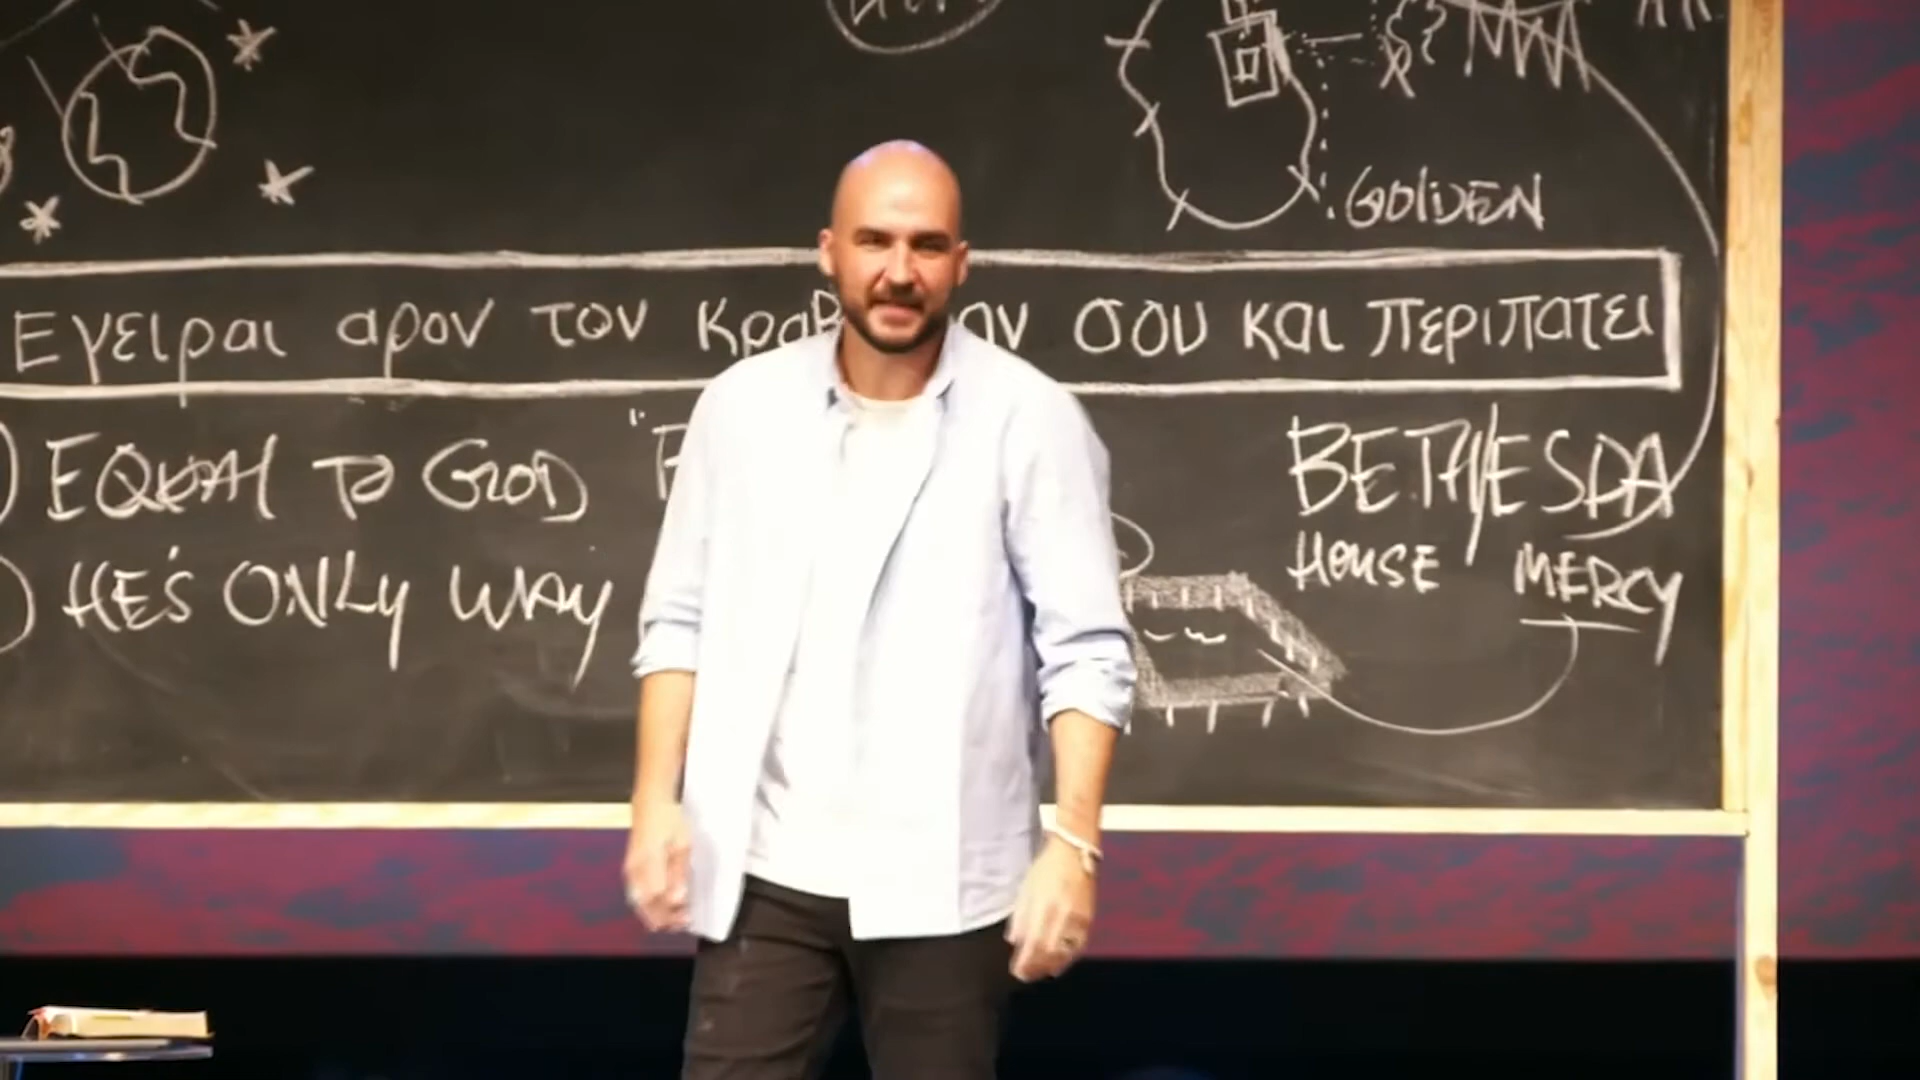 GOlDEN
Εγειραι αρον τον σου και περιπατει
EQUAl TO GOD
BETHESDA
HE'S ONLY WAY
HOUSE MERCY